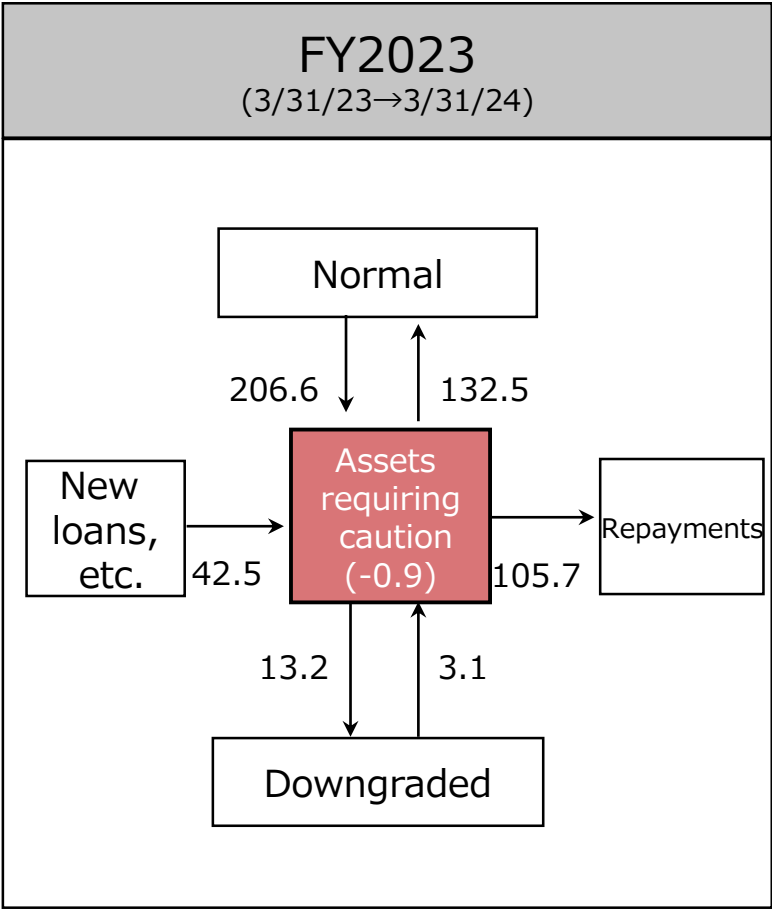 FY2023
(3/31/23→3/31/24)
Normal
206.6
132.5
New
loans,
etc.
42.5
Assets
requiring
caution
(-0.9)
105.7
Repayments
13.2
3.1
Downgraded